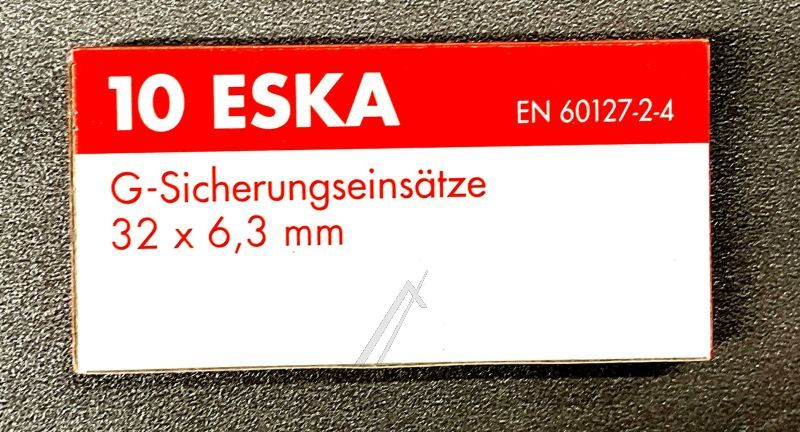 10 ESKA
EN 60127-2-4
G-Sicherungseinsätze
32 x 6,3 mm